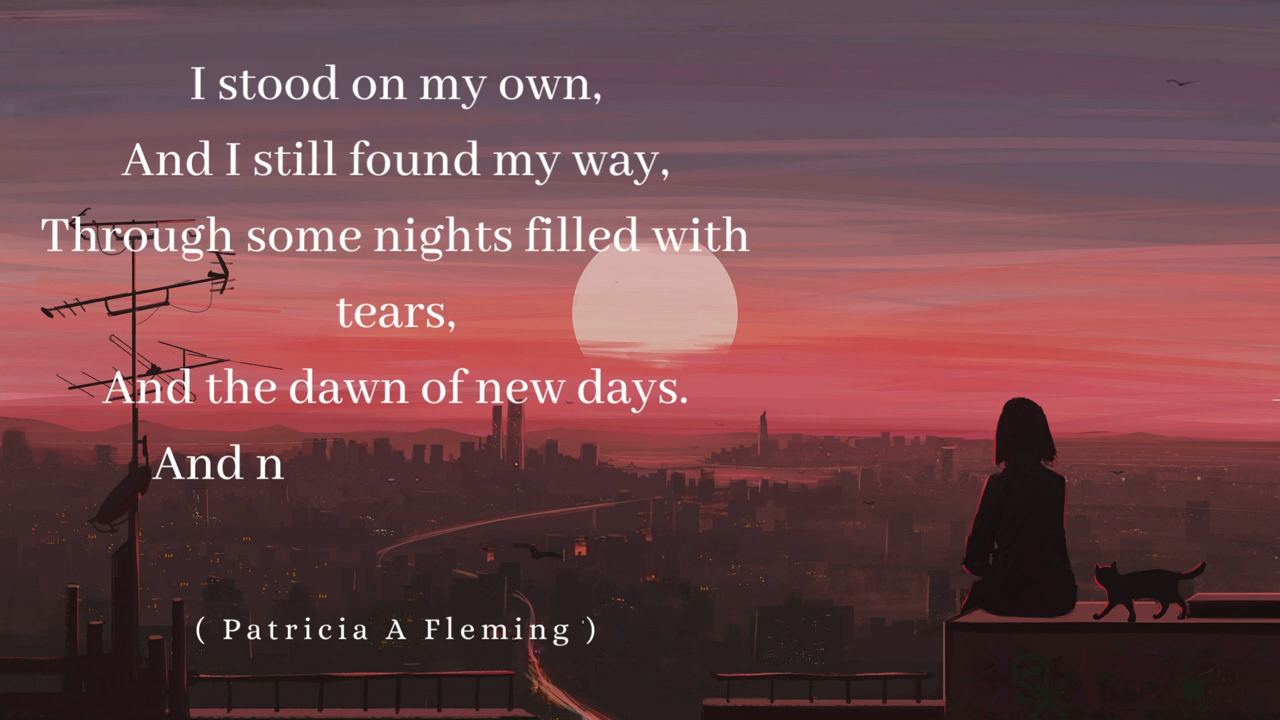 I stood on my own,
And I still found my way,
Through some nights filled with
tears,
And the dawn of new days.
And n
( Patricia A Fleming )